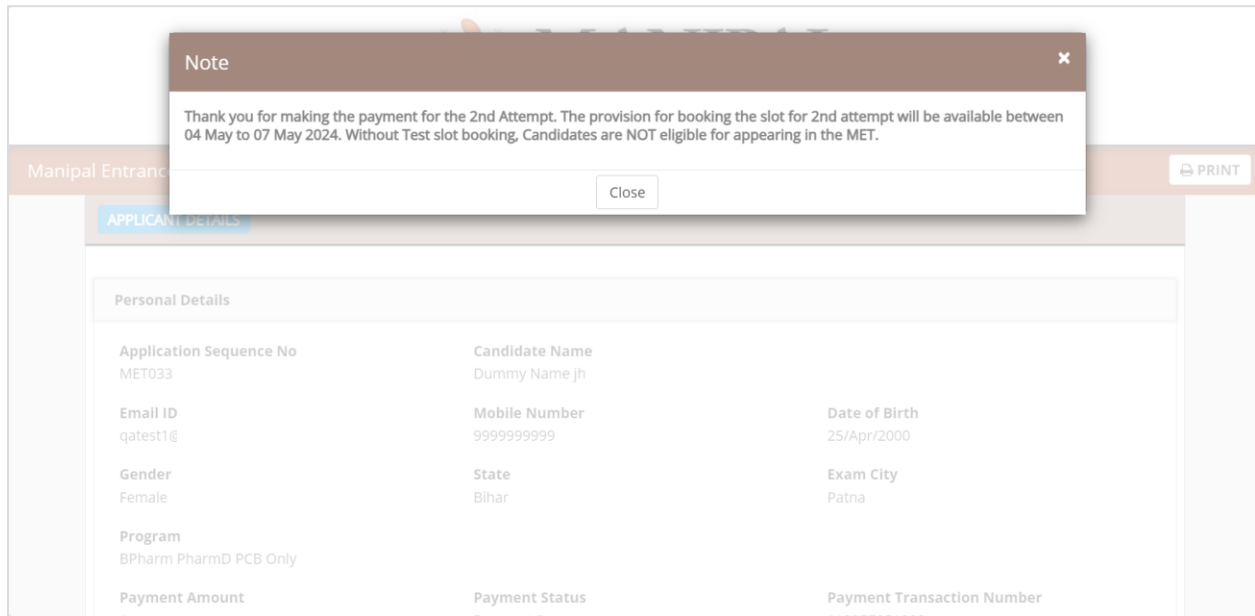 Note
×
Thank you for making the payment for the 2nd Attempt. The provision for booking the slot for 2nd attempt will be available between
04 May to 07 May 2024. Without Test slot booking, Candidates are NOT eligible for appearing in the MET.
Close
Manipal Entranc
PRINT
APPLICANT DETAILS
Personal Details
Application Sequence No Candidate Name
MET033 Dummy Name jh
Email ID Mobile Number Date of Birth
qatest1@ 9999999999 25/Apr/2000
Gender State Exam City
Female Bihar Patna
Program
BPharm PharmD PCB Only
Payment Amount Payment Status Payment Transaction Number